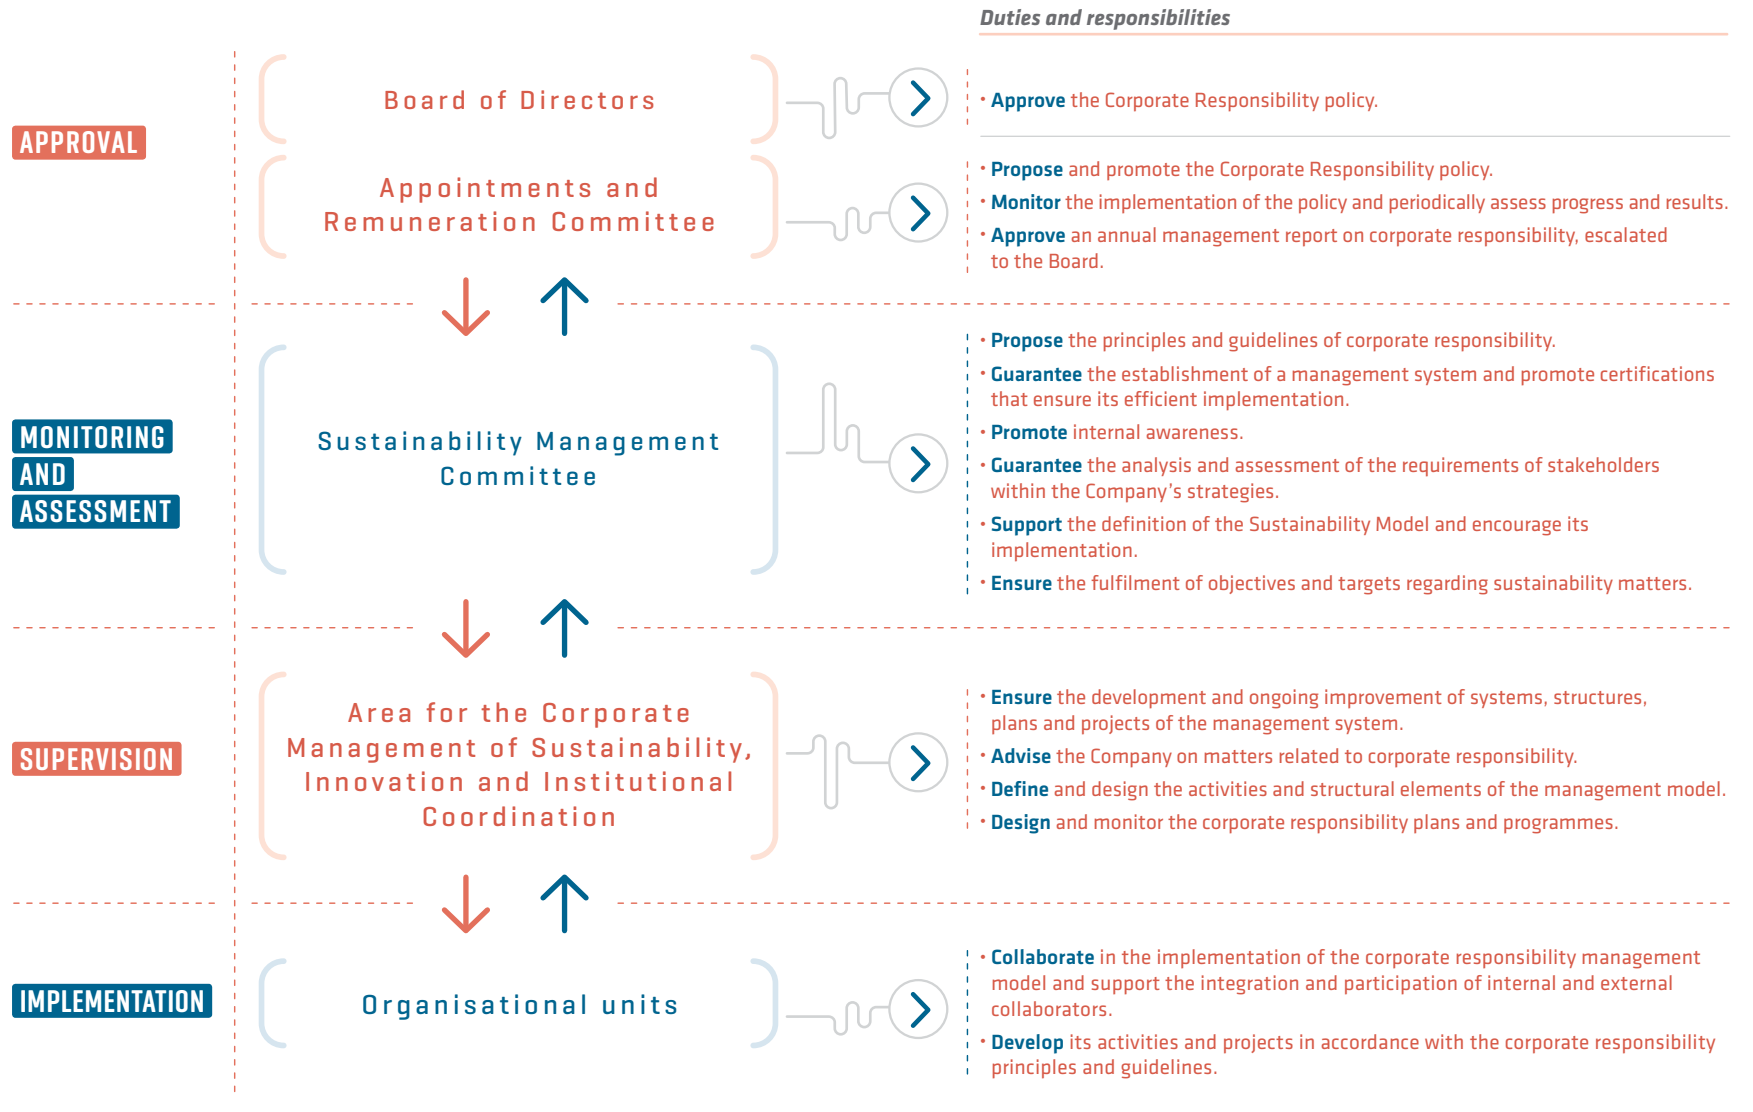 Duties and responsibilities
APPROVAL
Board of Directors
• Approve the Corporate Responsibility policy.
Appointments and
Remuneration Committee
• Propose and promote the Corporate Responsibility policy.
• Monitor the implementation of the policy and periodically assess progress and results.
• Approve an annual management report on corporate responsibility, escalated
to the Board.
MONITORING
AND
ASSESSMENT
Sustainability Management
Committee
• Propose the principles and guidelines of corporate responsibility.
• Guarantee the establishment of a management system and promote certifications
that ensure its efficient implementation.
• Promote internal awareness.
• Guarantee the analysis and assessment of the requirements of stakeholders
within the Company's strategies.
• Support the definition of the Sustainability Model and encourage its
implementation.
• Ensure the fulfilment of objectives and targets regarding sustainability matters.
SUPERVISION
Area for the Corporate
Management of Sustainability,
Innovation and Institutional
Coordination
• Ensure the development and ongoing improvement of systems, structures,
plans and projects of the management system.
• Advise the Company on matters related to corporate responsibility.
• Define and design the activities and structural elements of the management model.
• Design and monitor the corporate responsibility plans and programmes.
IMPLEMENTATION
Organisational units
• Collaborate in the implementation of the corporate responsibility management
model and support the integration and participation of internal and external
collaborators.
• Develop its activities and projects in accordance with the corporate responsibility
principles and guidelines.